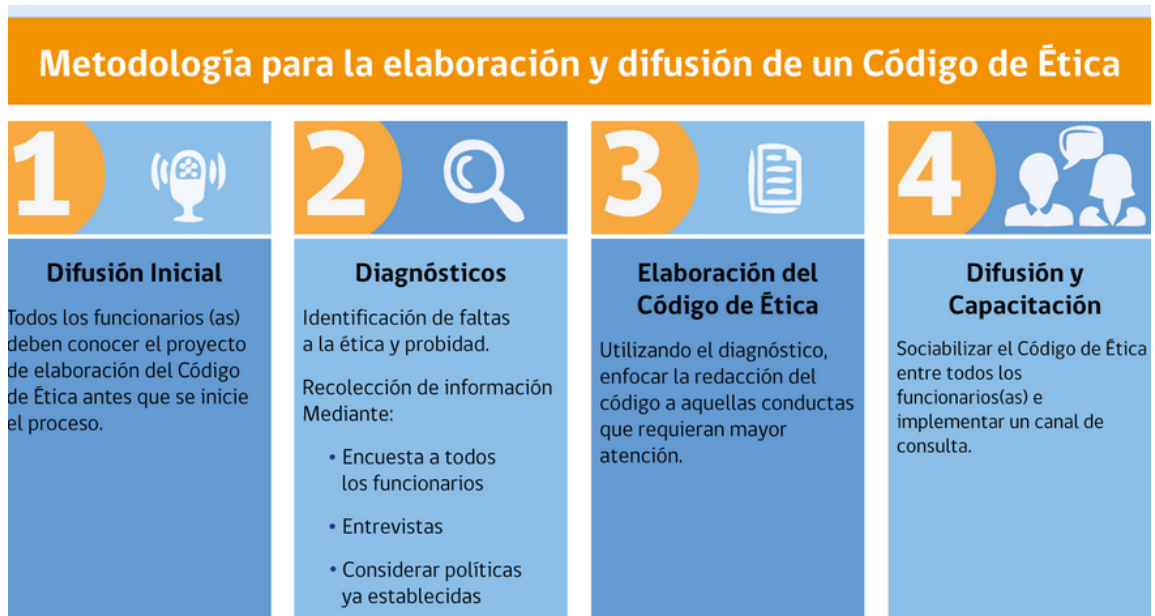 Metodología para la elaboración y difusión de un Código de Ética
1
Difusión Inicial
Todos los funcionarios (as)
deben conocer el proyecto
de elaboración del Código
de Ética antes que se inicie
el proceso.
2
Diagnósticos
Identificación de faltas
a la ética y probidad.
Recolección de información
Mediante:
• Encuesta a todos
los funcionarios
• Entrevistas
• Considerar políticas
ya establecidas
3
Elaboración del
Código de Ética
Utilizando el diagnóstico,
enfocar la redacción del
código a aquellas conductas
que requieran mayor
atención.
4
Difusión y
Capacitación
Sociabilizar el Código de Ética
entre todos los
funcionarios(as) e
implementar un canal de
consulta.